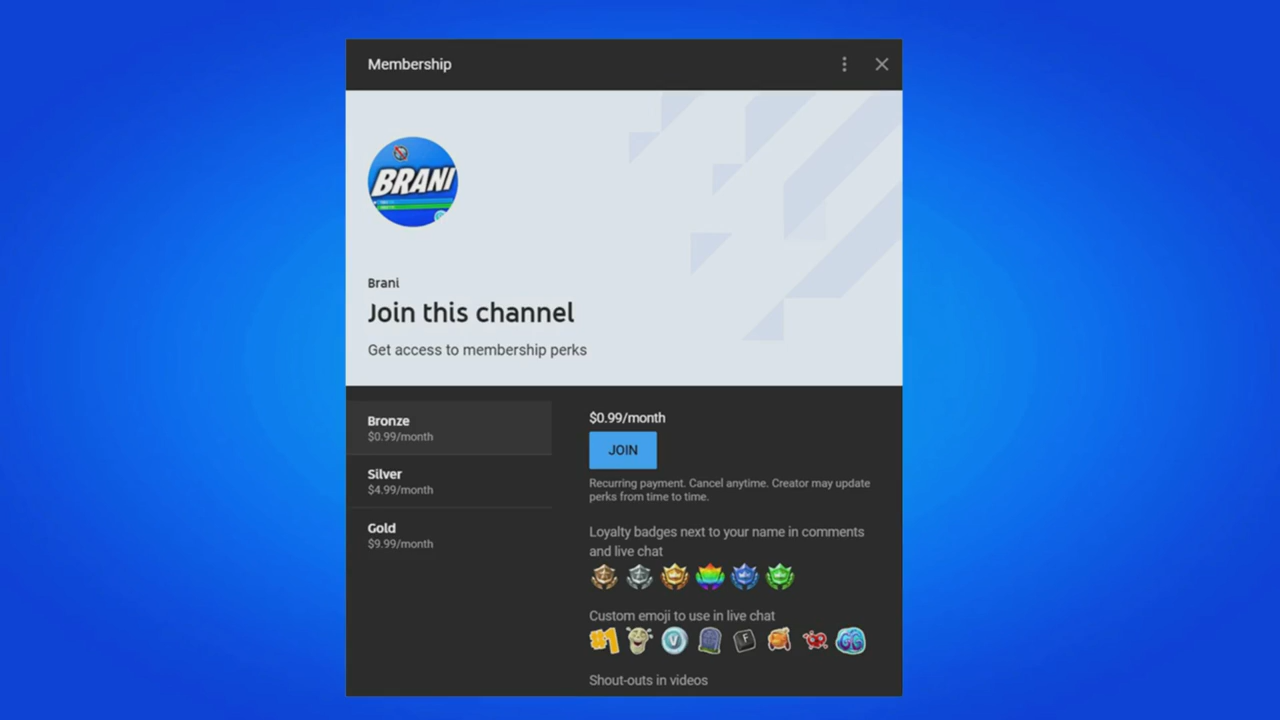 Membership
BRANI
Brani
Join this channel
Get access to membership perks
Bronze
$0.99/month
Silver
$4.99/month
Gold
$9.99/month
$0.99/month
JOIN
Recurring payment. Cancel anytime. Creator may update
perks from time to time.
Loyalty badges next to your name in comments
and live chat
Custom emoji to use in live chat
#1
V
F
GG
Shout-outs in videos